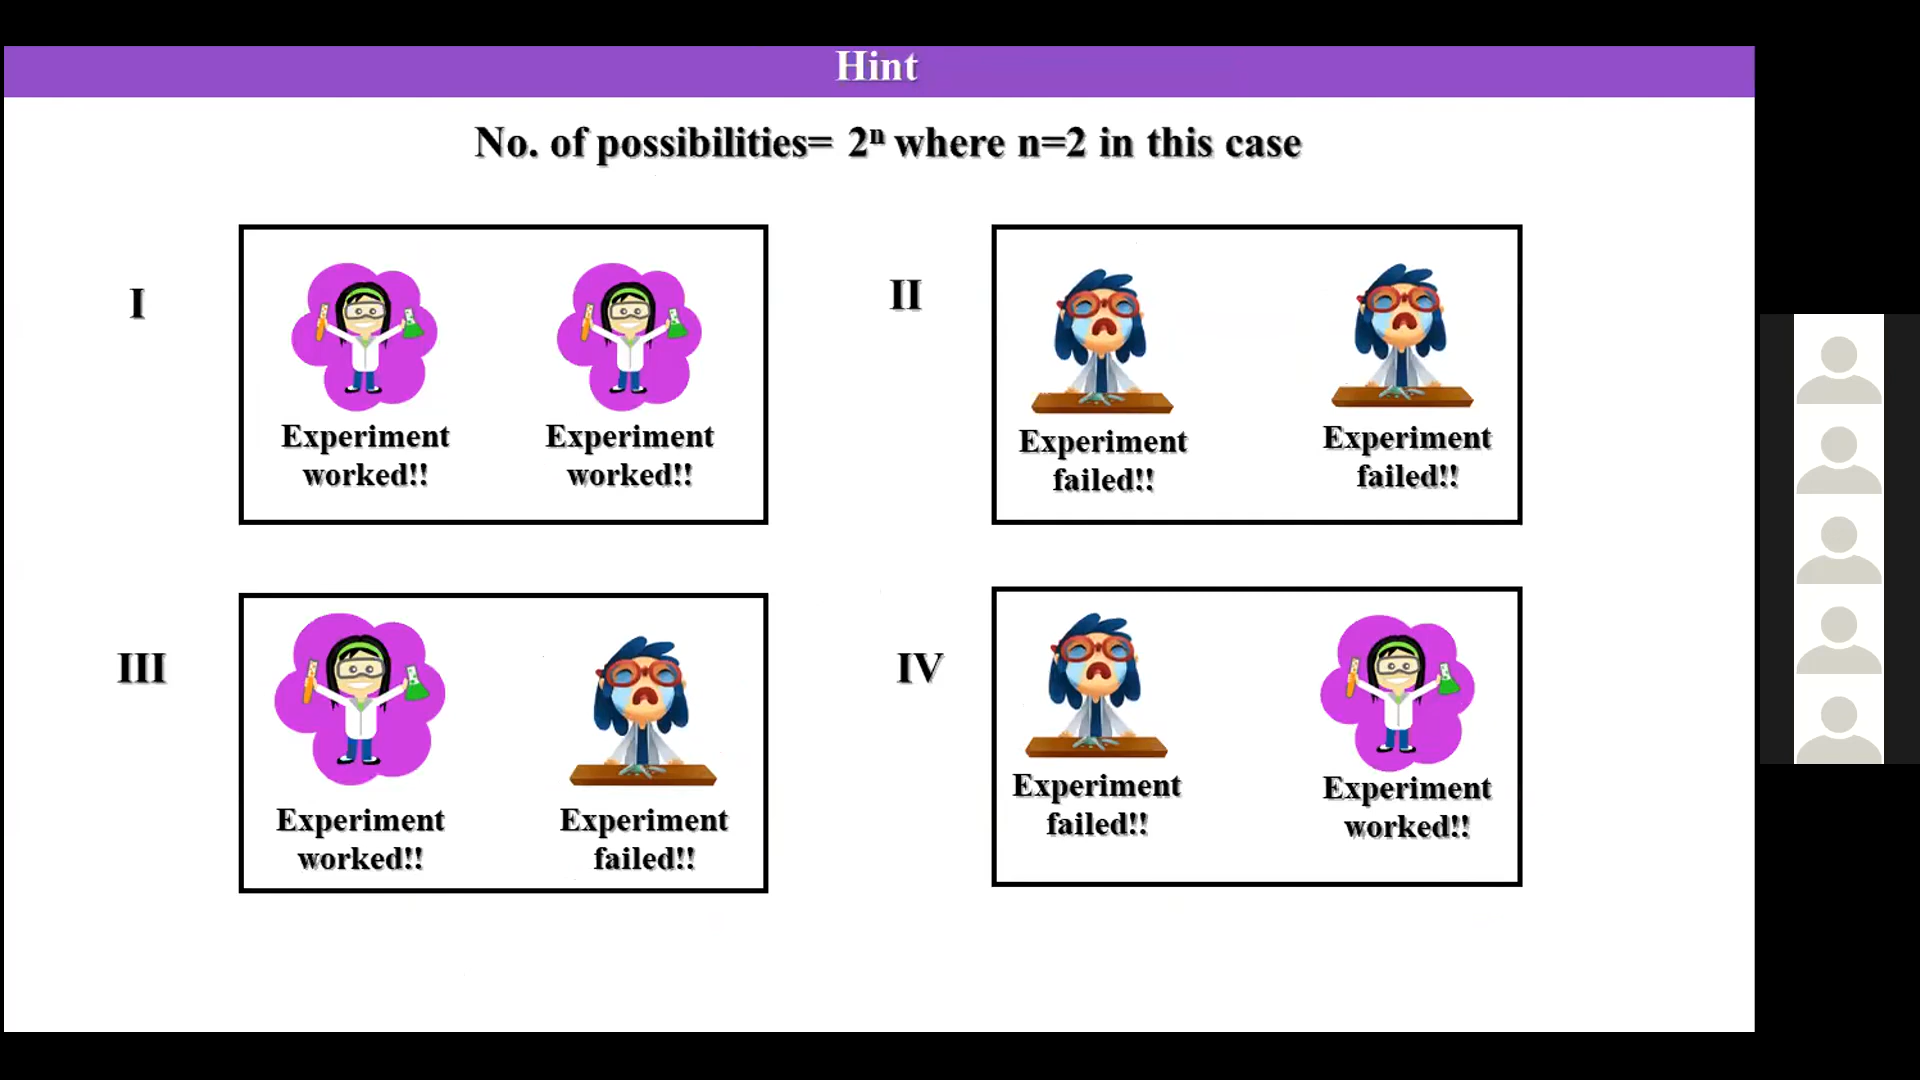 Hint
No. of possibilities= 2ⁿ where n=2 in this case
I
Experiment
worked!!
Experiment
worked!!
II
Experiment
failed!!
Experiment
failed!!
III
Experiment
worked!!
Experiment
failed!!
IV
Experiment
failed!!
Experiment
worked!!